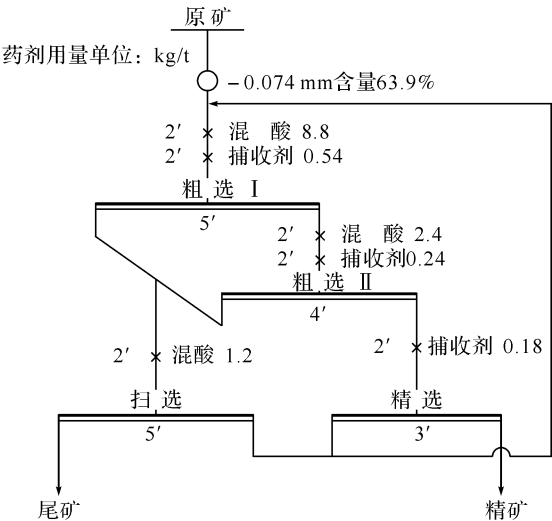 原矿
药剂用量单位：kg/t
－0.074 mm含量63.9%
2′ 混 酸 8.8
2′ 捕收剂 0.54
粗 选 Ⅰ
5′
2′ 混 酸 2.4
2′ 捕收剂0.24
粗 选 Ⅱ
4′
2′ 混酸 1.2
2′ 捕收剂 0.18
扫 选
精 选
5′
3′
尾矿
精矿